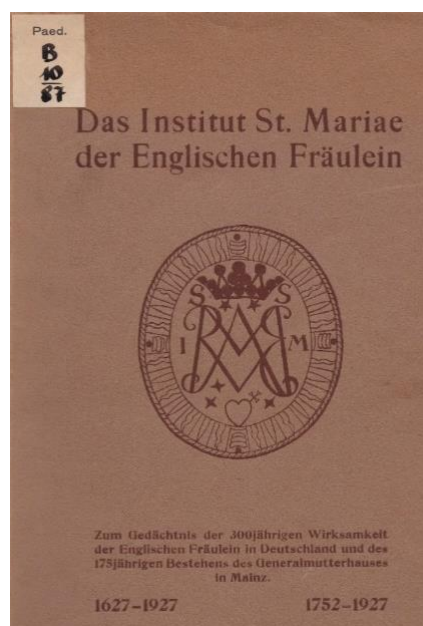 Paed.
B
10
87
Das Institut St. Mariae
der Englischen Fräulein
S S
I M
Zum Gedächtnis der 300jährigen Wirksamkeit
der Englischen Fräulein in Deutschland und des
175jährigen Bestehens des Generalmutterhauses
in Mainz.
1627–1927 1752–1927